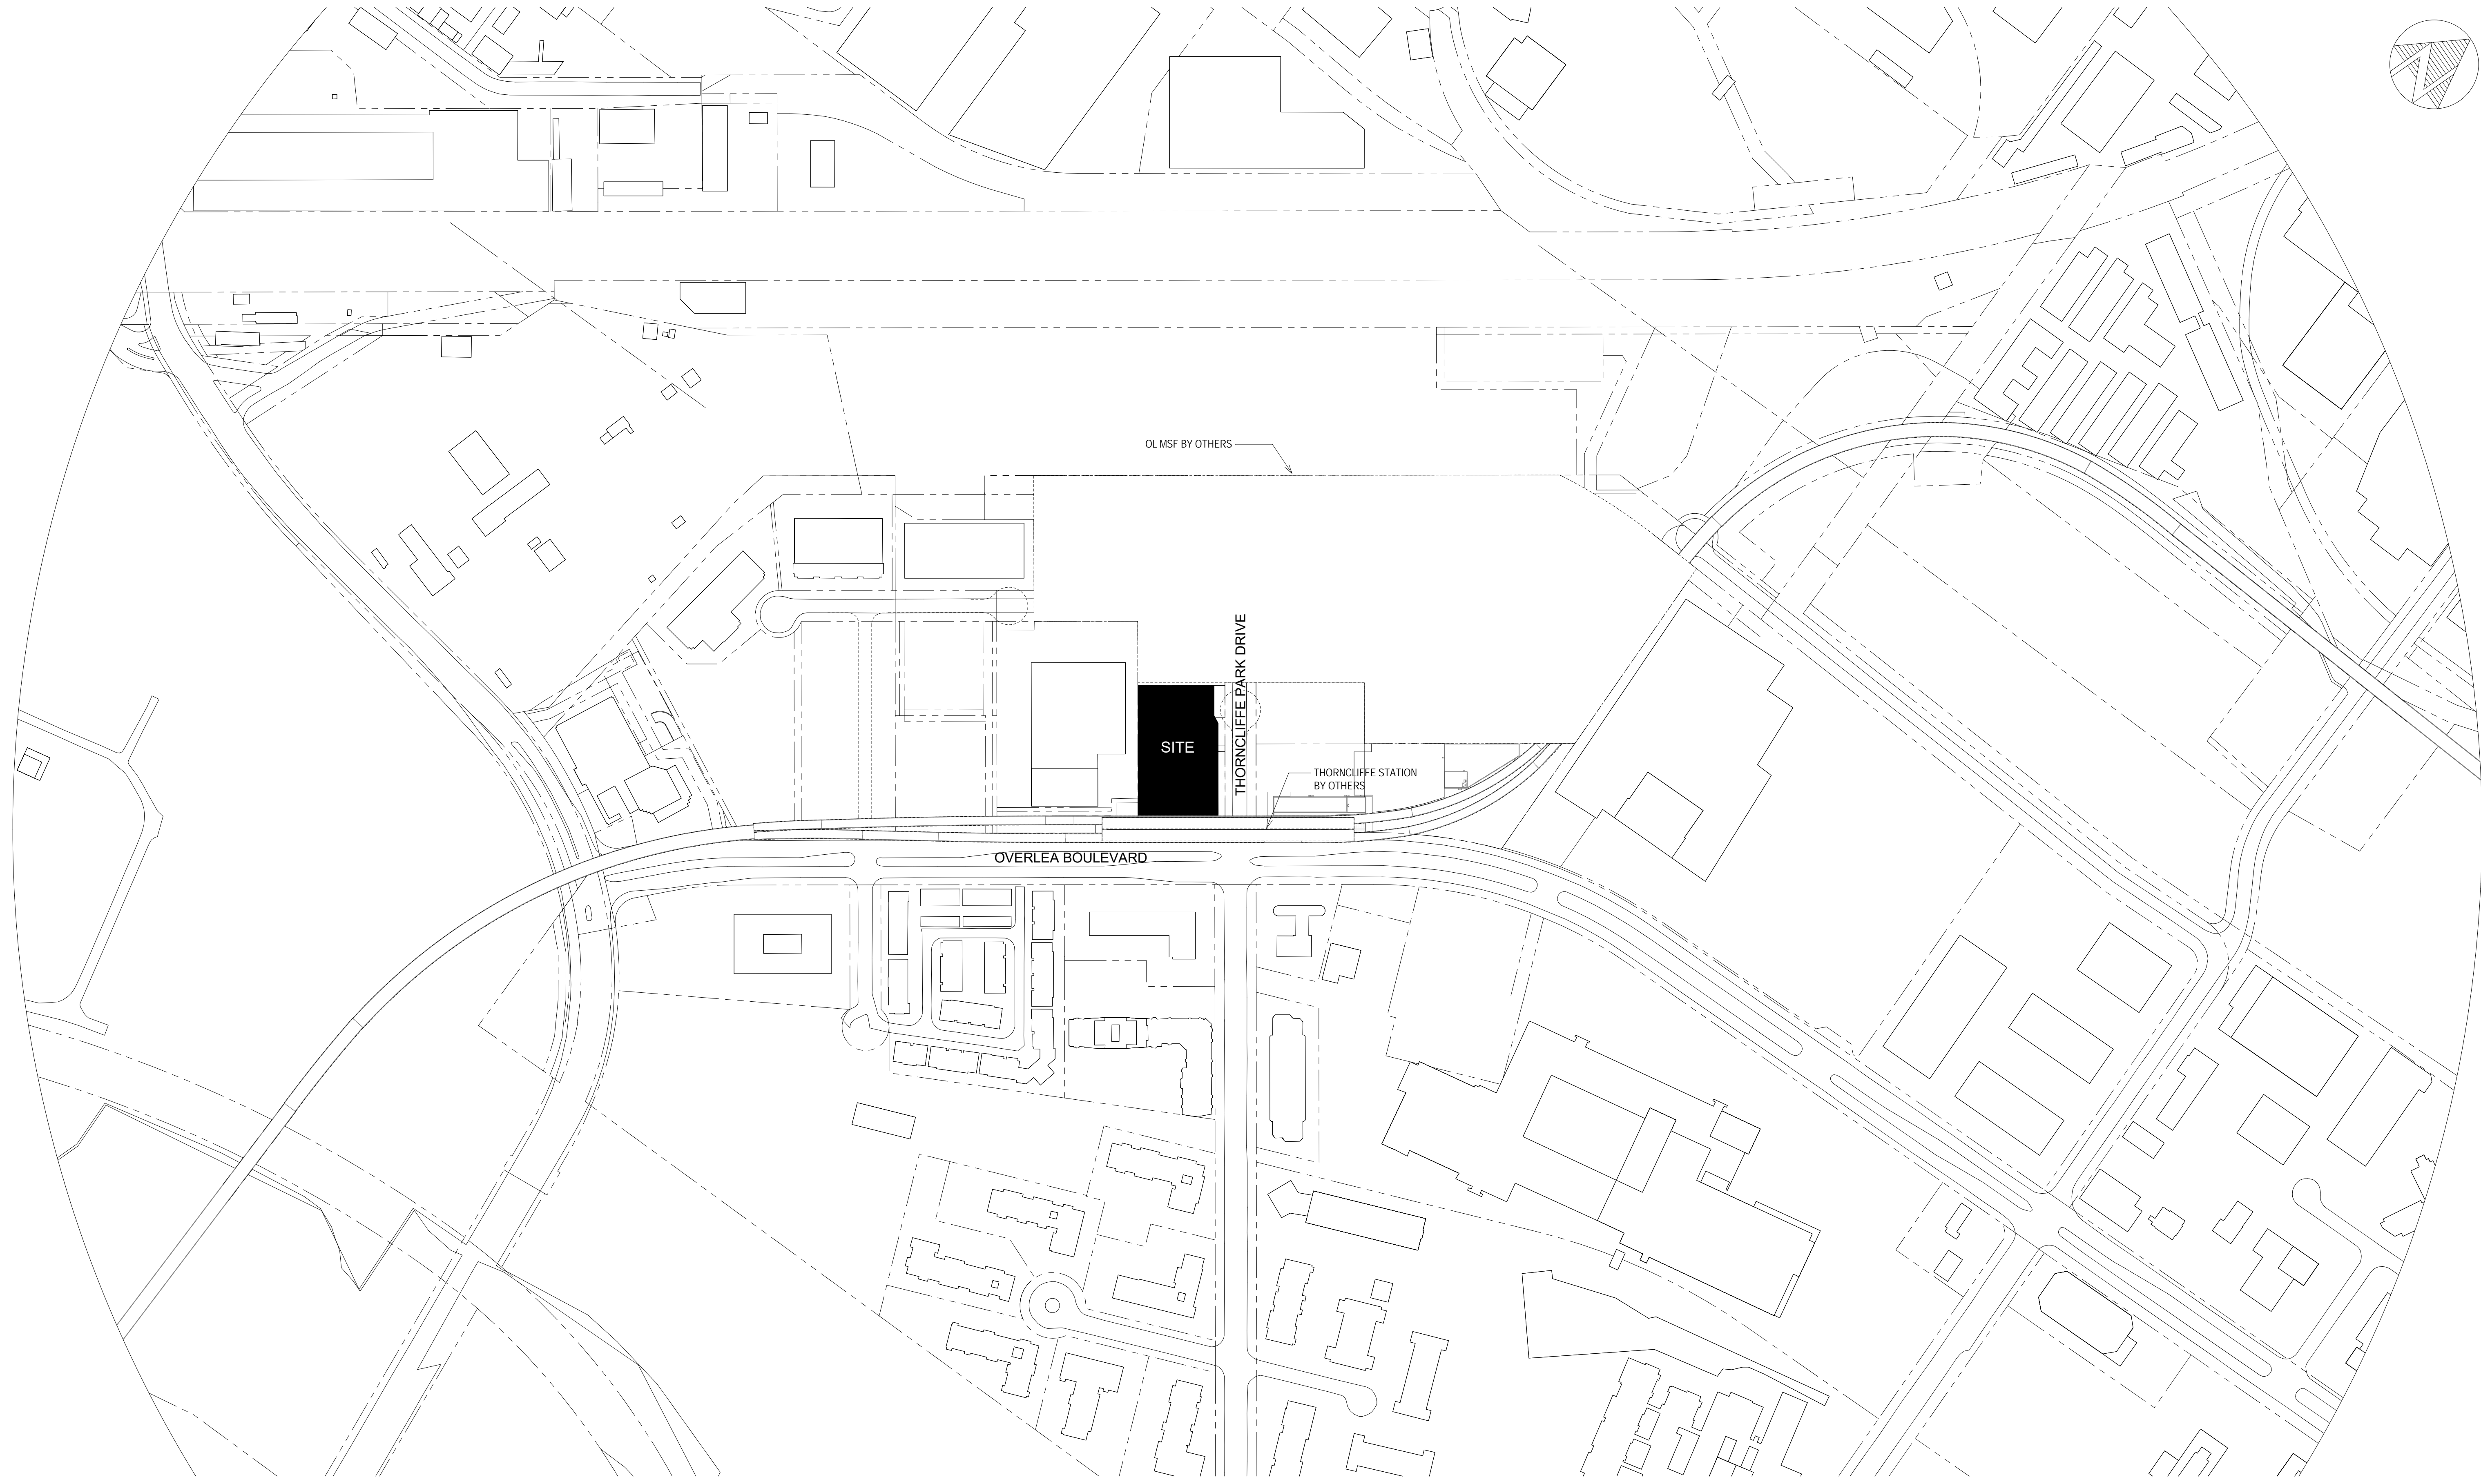 OL MSF BY OTHERS
THORNCLIFFE PARK DRIVE
SITE
THORNCLIFFE STATION
BY OTHERS
OVERLEA BOULEVARD